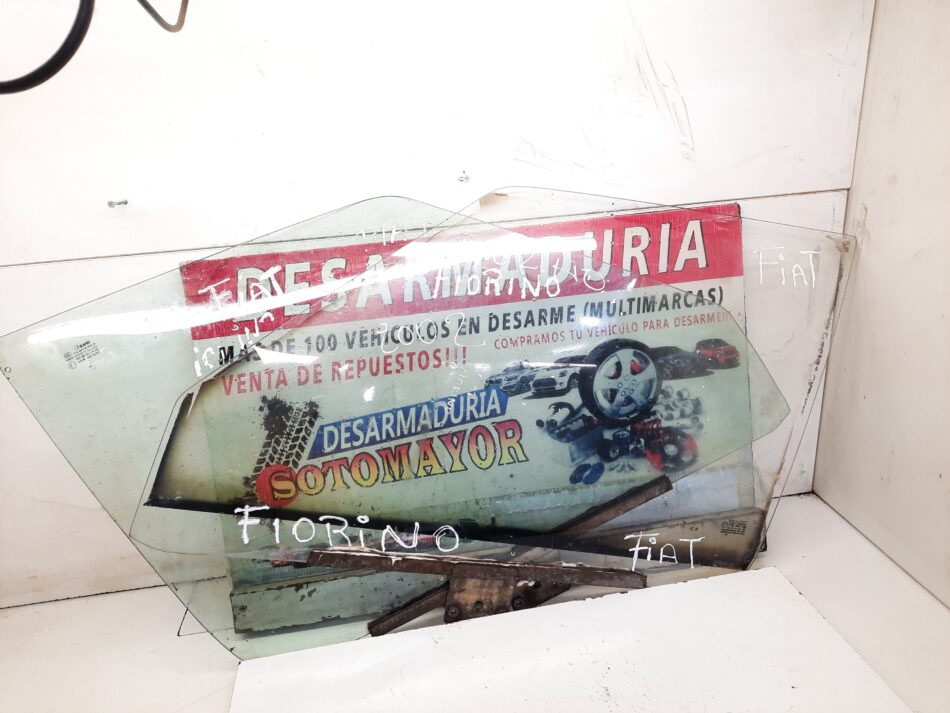 DESARMADURIA
MAS DE 100 VEHICULOS EN DESARME (MULTIMARCAS)
COMPRAMOS TU VEHICULO PARA DESARME!!!
VENTA DE REPUESTOS!!!
DESARMADURIA
SOTOMAYOR
FIAT
FIORINO
FIAT
FIORINO
FIAT